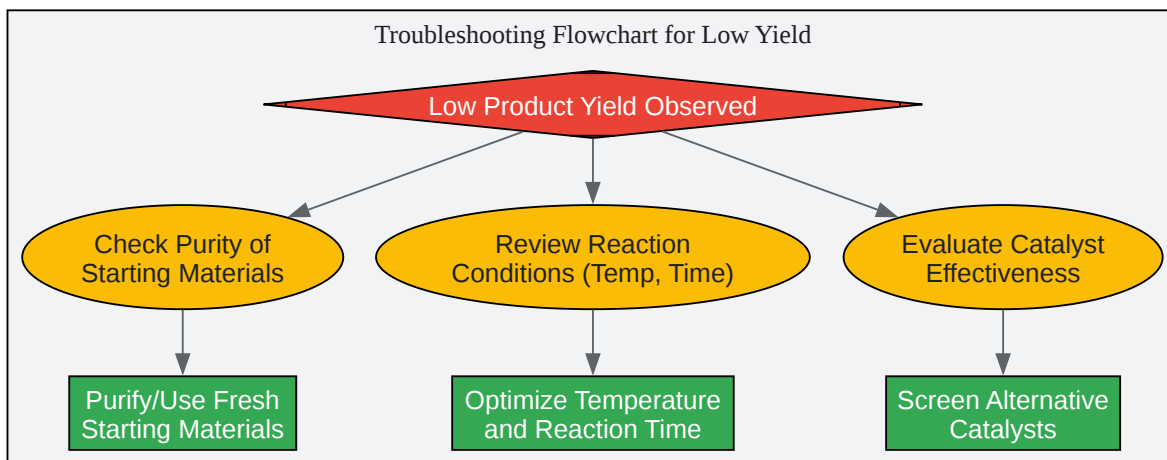 Troubleshooting Flowchart for Low Yield
Low Product Yield Observed
Check Purity of
Starting Materials
Review Reaction
Conditions (Temp, Time)
Evaluate Catalyst
Effectiveness
Purify/Use Fresh
Starting Materials
Optimize Temperature
and Reaction Time
Screen Alternative
Catalysts